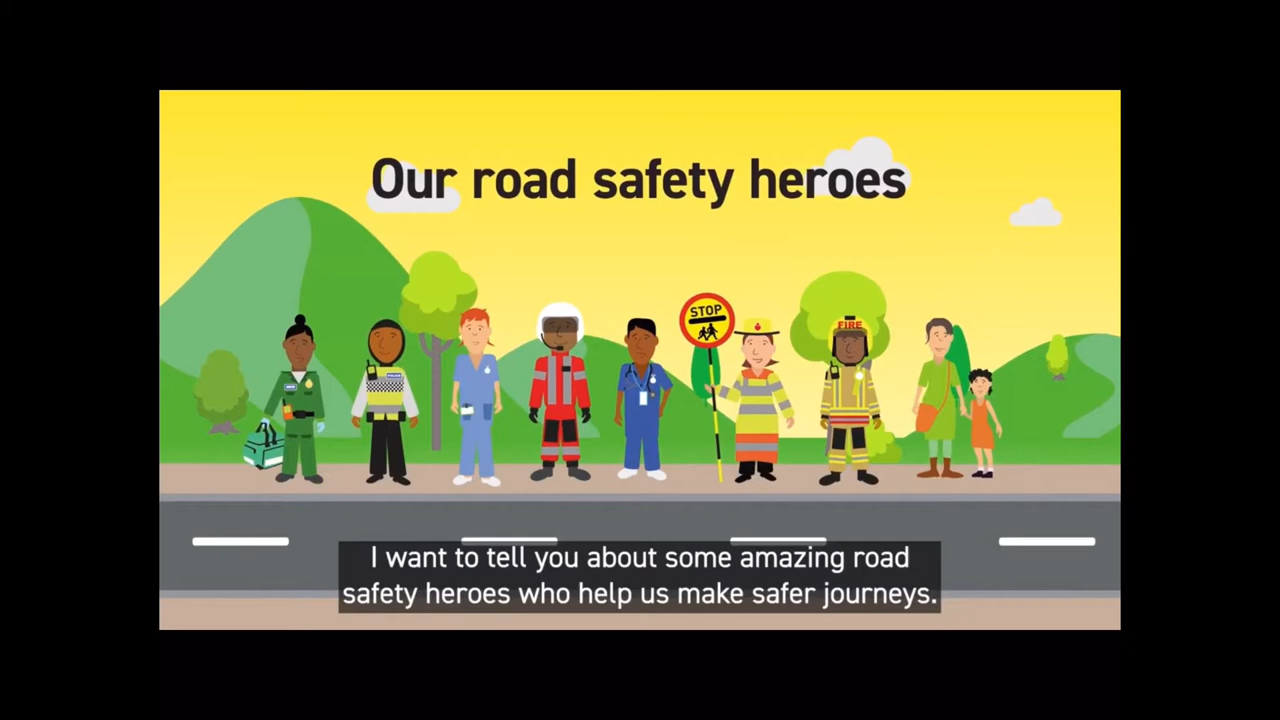 Our road safety heroes
STOP
FIRE
POLICE
I want to tell you about some amazing road
safety heroes who help us make safer journeys.